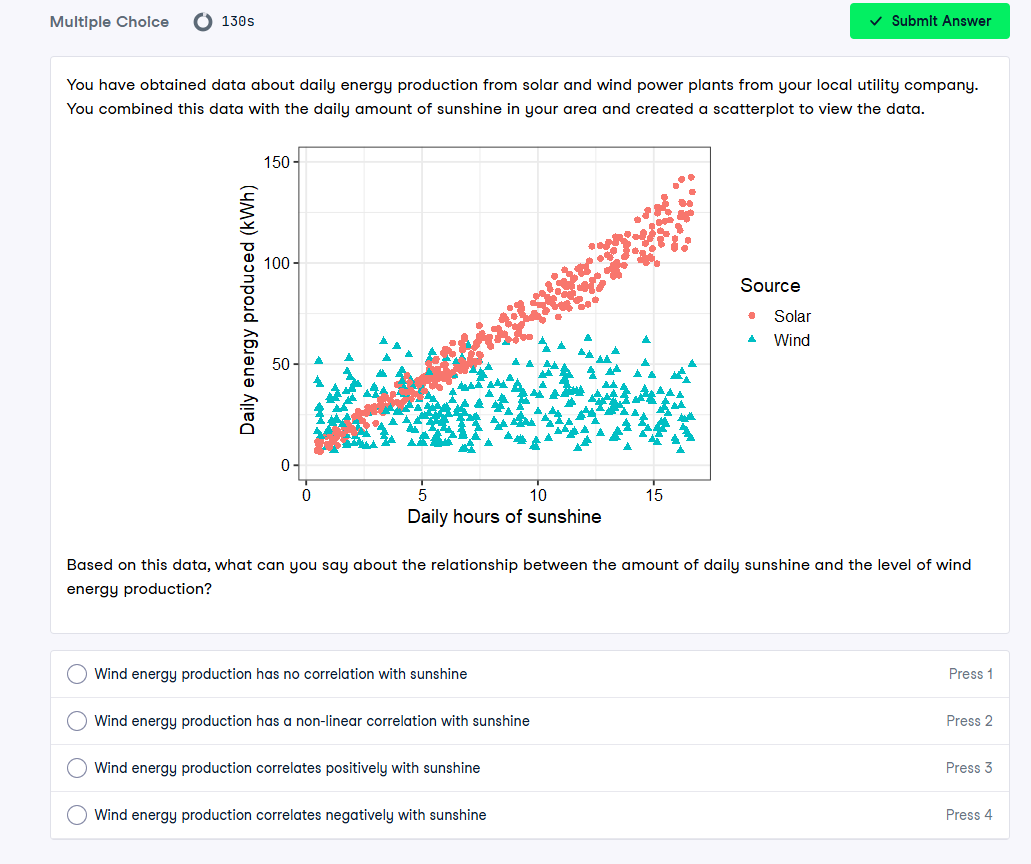 Multiple Choice 130s Submit Answer
You have obtained data about daily energy production from solar and wind power plants from your local utility company.
You combined this data with the daily amount of sunshine in your area and created a scatterplot to view the data.
150
100
50
0
Daily energy produced (kWh)
0 5 10 15
Daily hours of sunshine
Source
Solar
Wind
Based on this data, what can you say about the relationship between the amount of daily sunshine and the level of wind
energy production?
Wind energy production has no correlation with sunshine Press 1
Wind energy production has a non-linear correlation with sunshine Press 2
Wind energy production correlates positively with sunshine Press 3
Wind energy production correlates negatively with sunshine Press 4